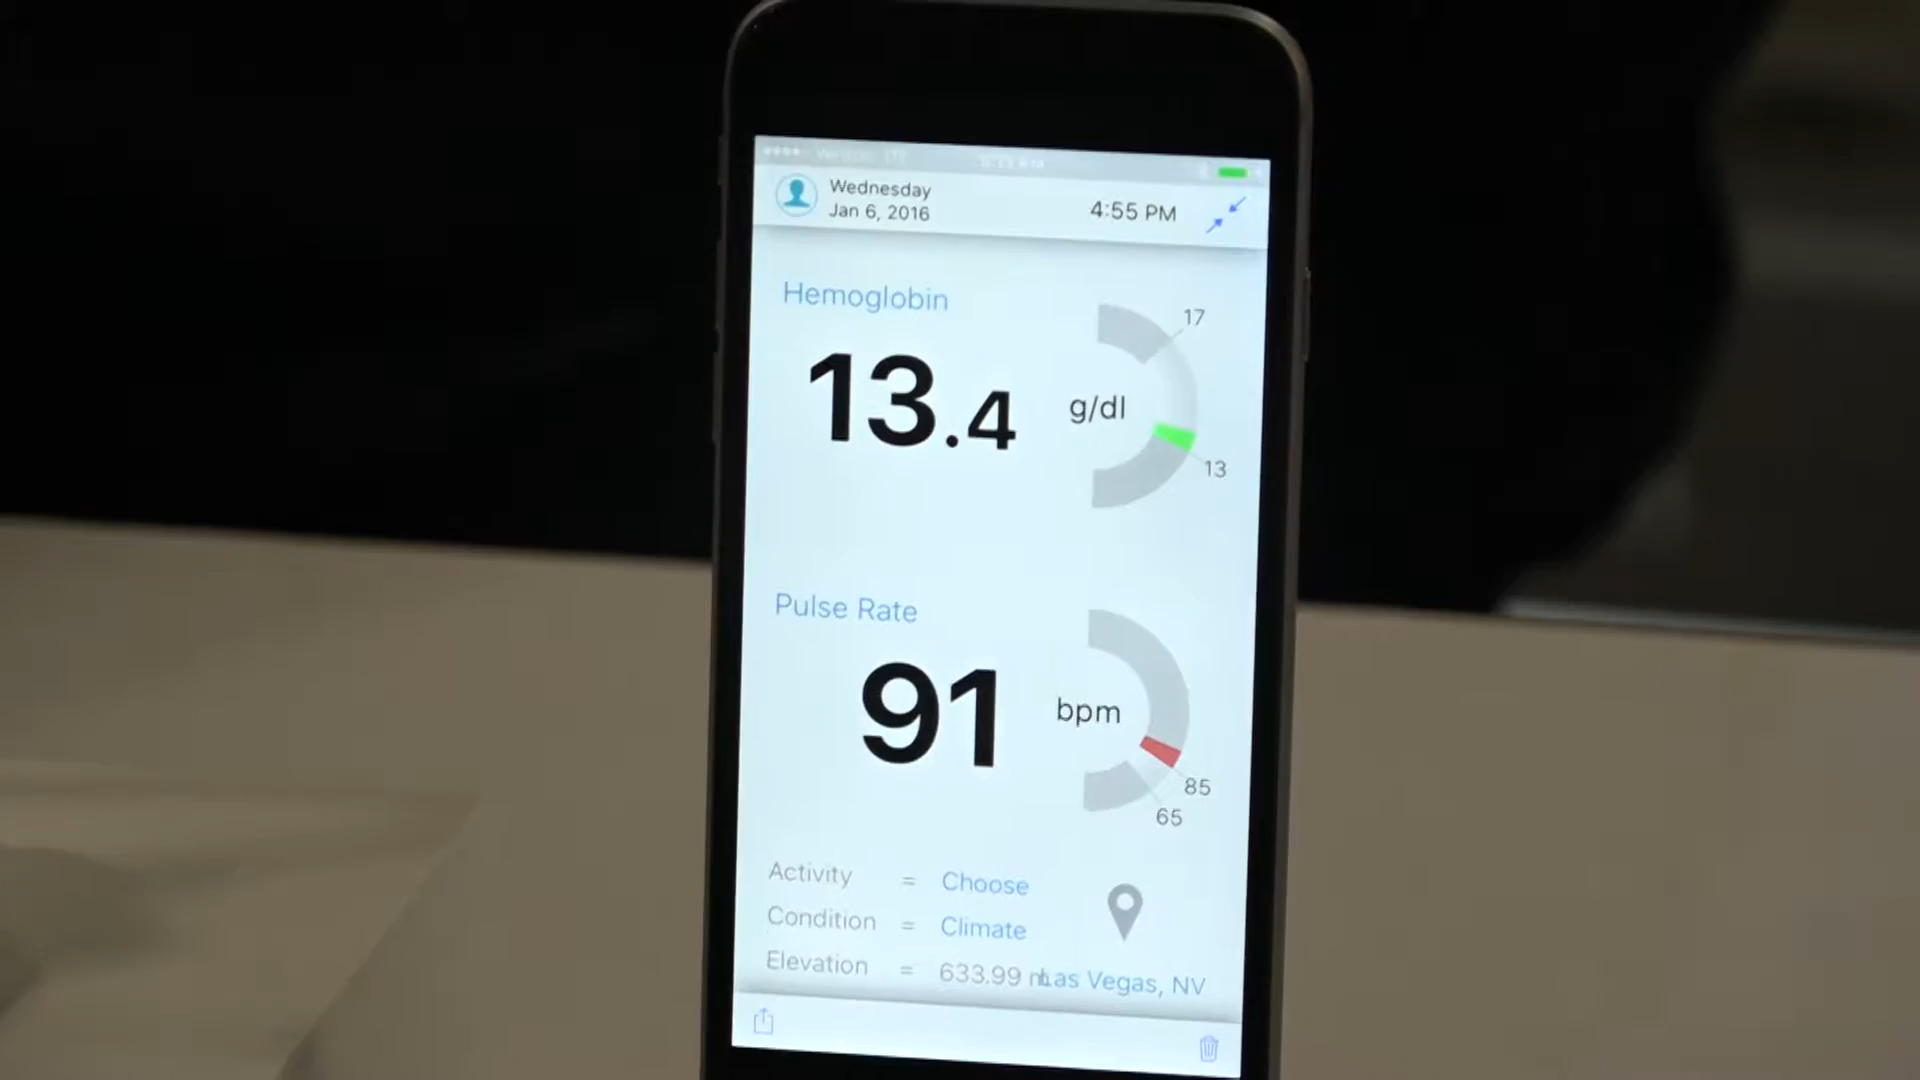 Wednesday
Jan 6, 2016
4:55 PM
Hemoglobin
17
13.4
g/dl
13
Pulse Rate
91
bpm
85
65
Activity = Choose
Condition = Climate
Elevation = 633.99 Las Vegas, NV